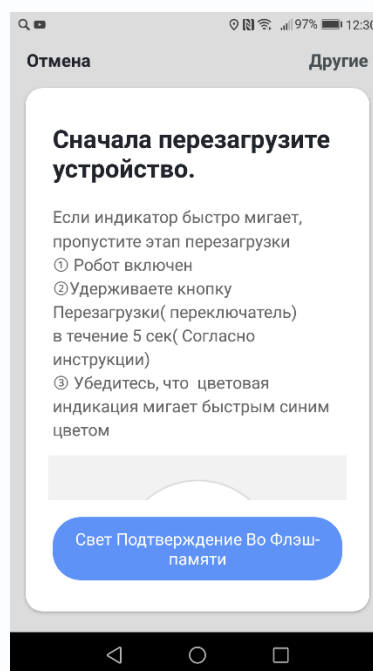 97% 12:30
Отмена Другие
Сначала перезагрузите
устройство.
Если индикатор быстро мигает,
пропустите этап перезагрузки
① Робот включен
②Удерживаете кнопку
Перезагрузки( переключатель)
в течение 5 сек( Согласно
инструкции)
③ Убедитесь, что  цветовая
индикация мигает быстрым синим
цветом
Свет Подтверждение Во Флэш-
памяти